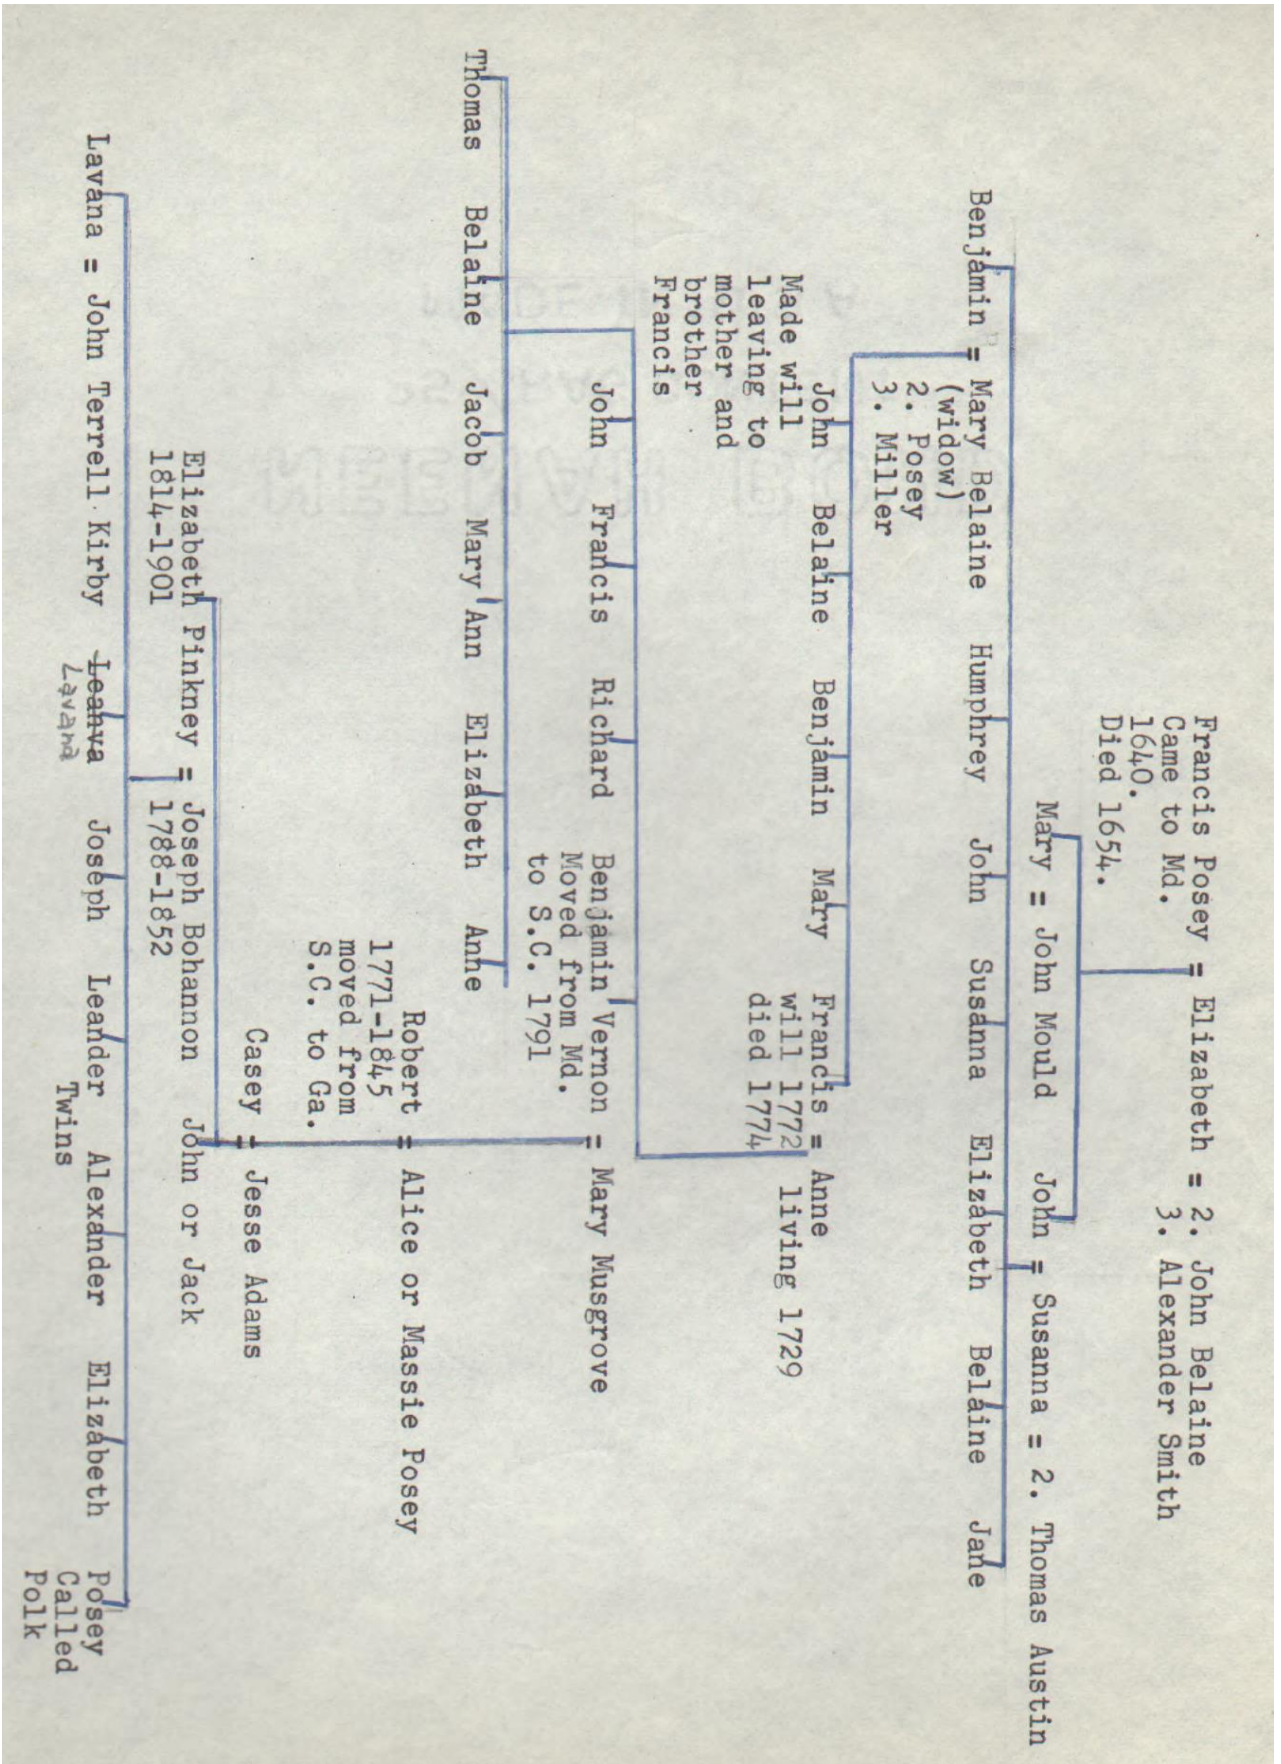 Francis Posey = Elizabeth = 2. John Belaine
Came to Md. 3. Alexander Smith
1640.
Died 1654.
Mary = John Mould John = Susanna = 2. Thomas Austin
Benjamin = Mary Belaine Humphrey John Susanna Elizabeth Belaine Jane
(widow)
2. Posey
3. Miller
John Belaine Benjamin Mary Francis = Anne
Made will will 1772 living 1729
leaving to died 1774
mother and
brother
Francis
John Francis Richard Benjamin Vernon = Mary Musgrove
Moved from Md.
to S.C. 1791
Thomas Belaine Jacob Mary Ann Elizabeth Anne
Robert = Alice or Massie Posey
1771-1845
moved from
S.C. to Ga.
Casey = Jesse Adams
Elizabeth Pinkney = Joseph Bohannon John or Jack
1814-1901 1788-1852
Lavana = John Terrell Kirby Leanva Joseph Leander Alexander Elizabeth Posey
Lavana Twins Called
Polk